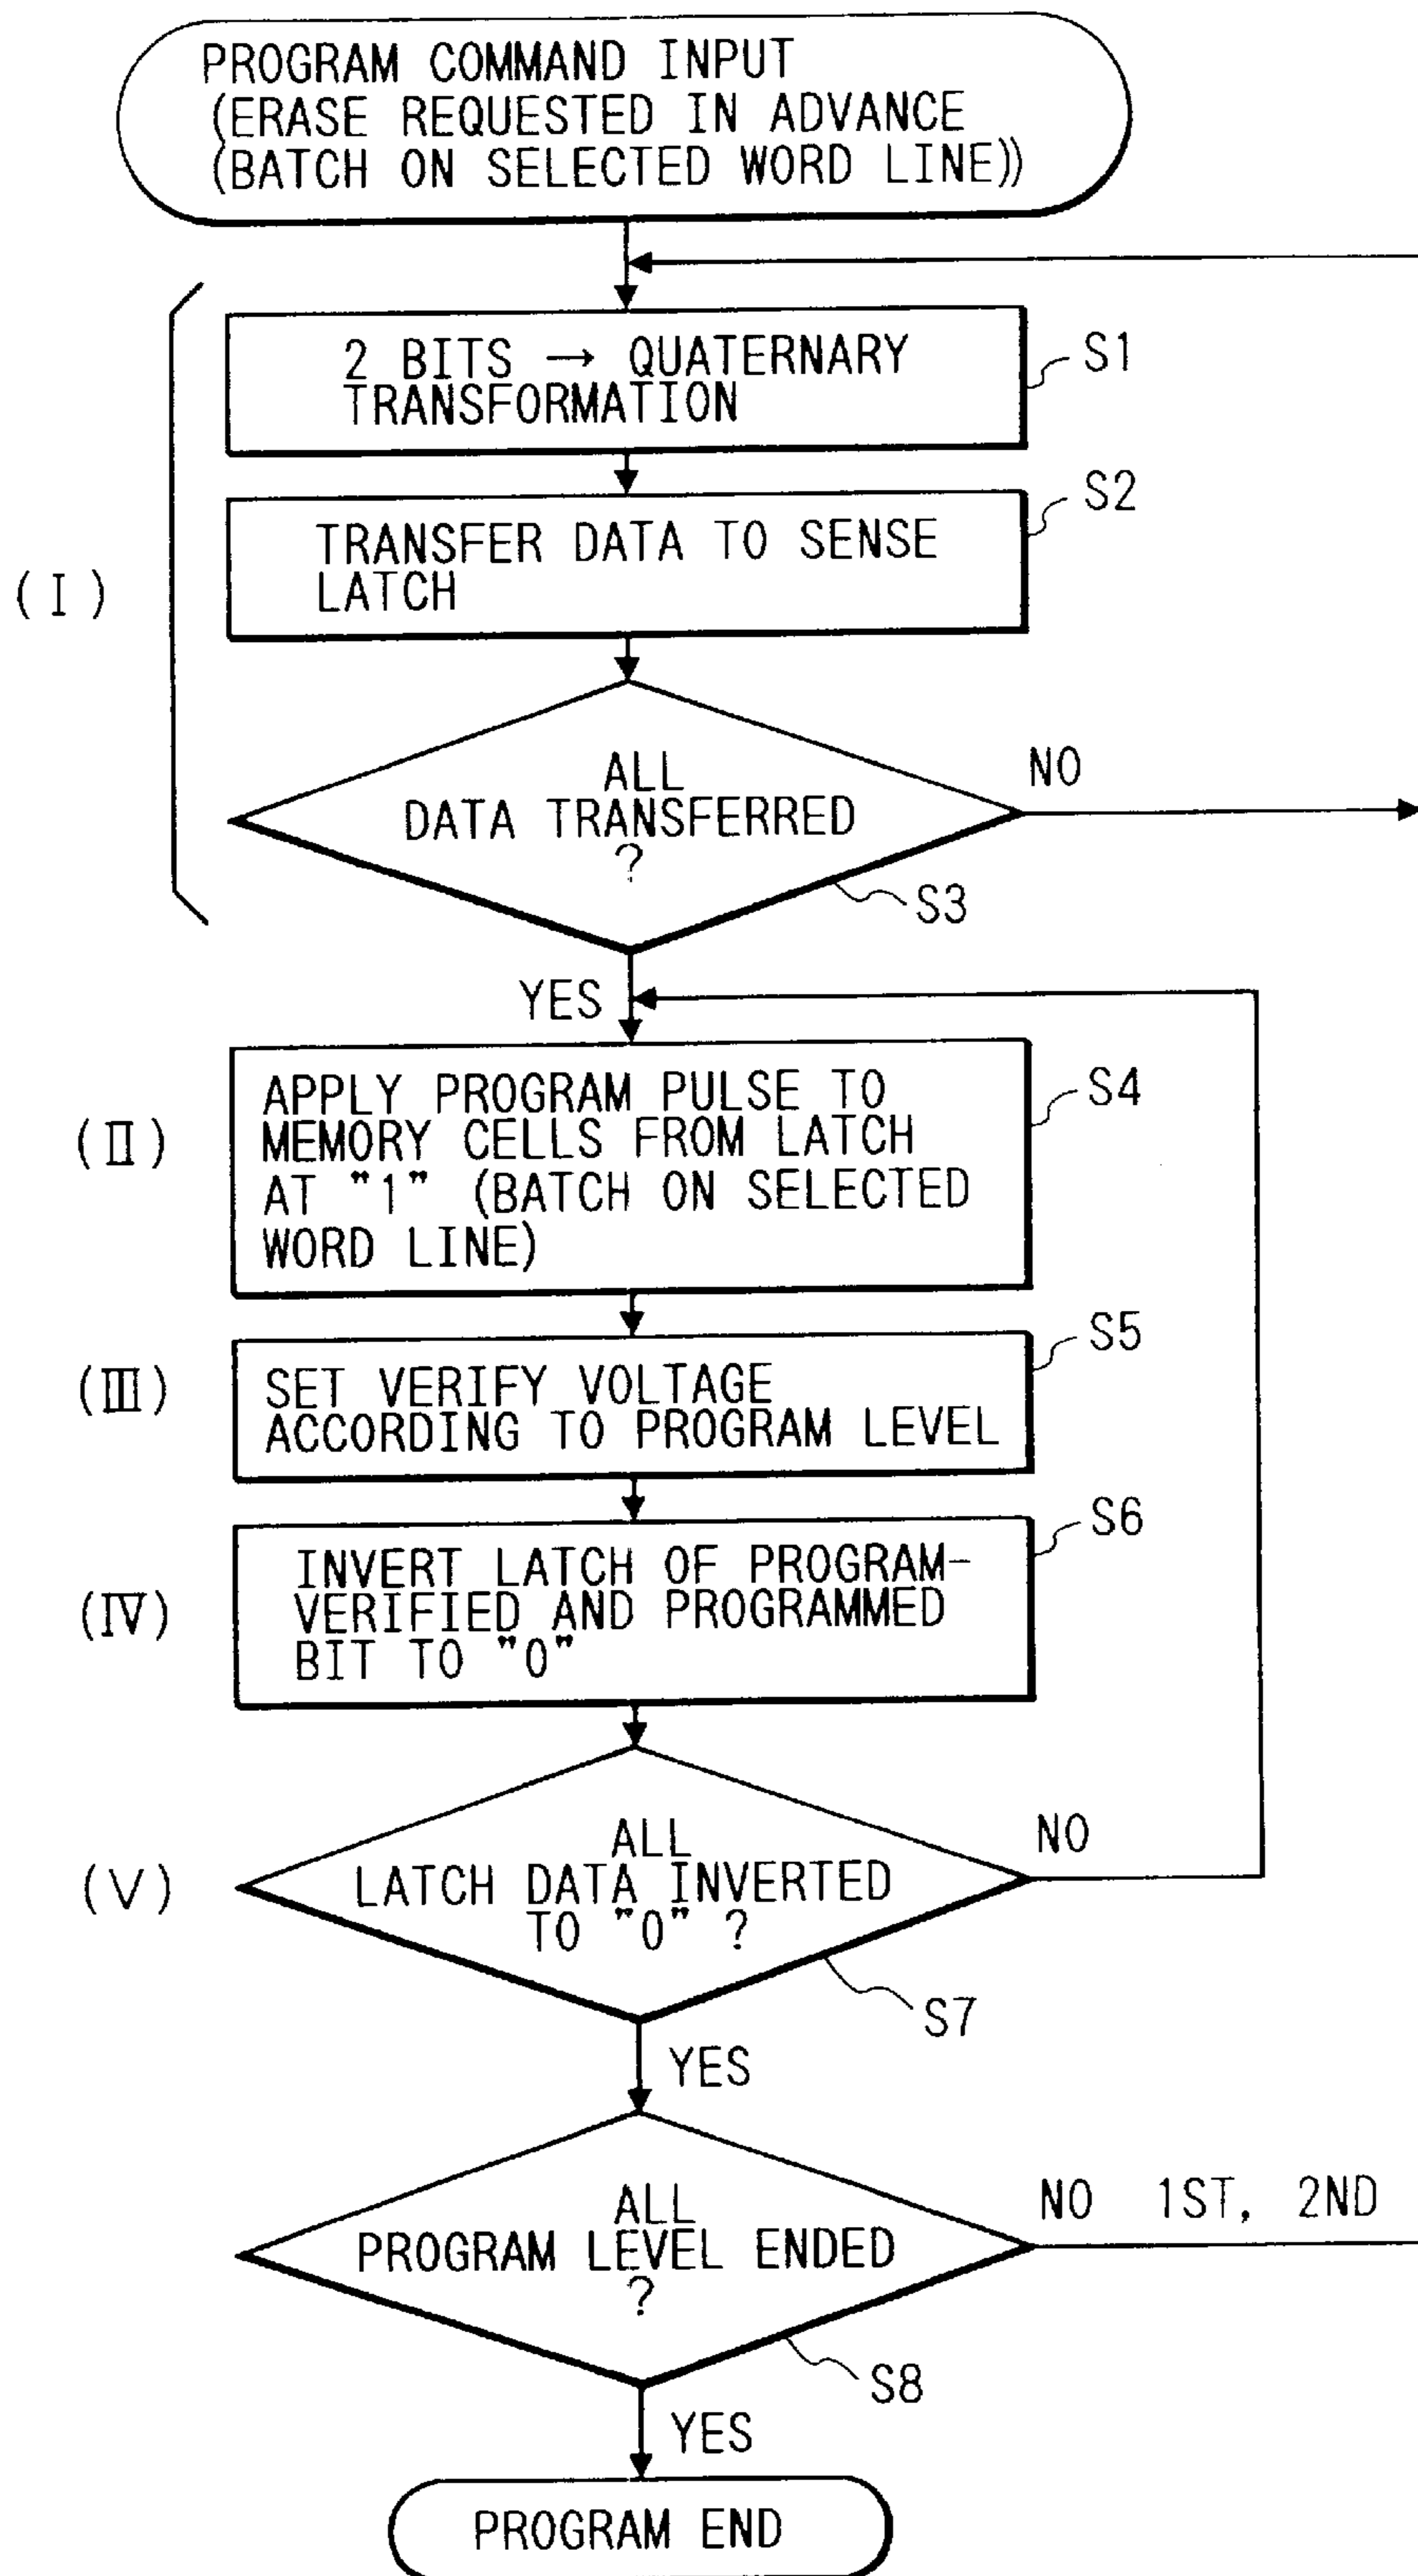 PROGRAM COMMAND INPUT
(ERASE REQUESTED IN ADVANCE
(BATCH ON SELECTED WORD LINE))
2 BITS → QUATERNARY
TRANSFORMATION
S1
TRANSFER DATA TO SENSE
LATCH
S2
(I)
ALL
DATA TRANSFERRED
?
NO
S3
YES
(II)
APPLY PROGRAM PULSE TO
MEMORY CELLS FROM LATCH
AT "1" (BATCH ON SELECTED
WORD LINE)
S4
(III)
SET VERIFY VOLTAGE
ACCORDING TO PROGRAM LEVEL
S5
(IV)
INVERT LATCH OF PROGRAM-
VERIFIED AND PROGRAMMED
BIT TO "0"
S6
(V)
ALL
LATCH DATA INVERTED
TO "0" ?
NO
S7
YES
ALL
PROGRAM LEVEL ENDED
?
NO 1ST, 2ND
S8
YES
PROGRAM END